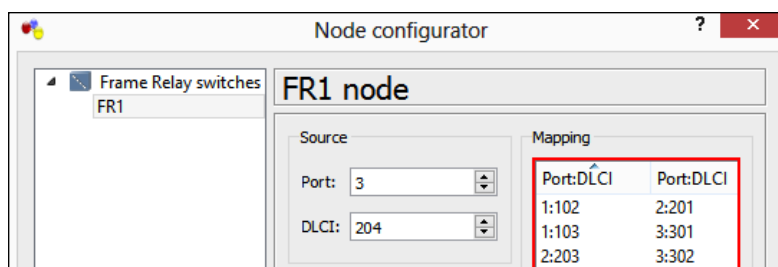 Node configurator
?
×
Frame Relay switches
FR1
FR1 node
Source
Port: 3
DLCI: 204
Mapping
Port:DLCI Port:DLCI
1:102 2:201
1:103 3:301
2:203 3:302